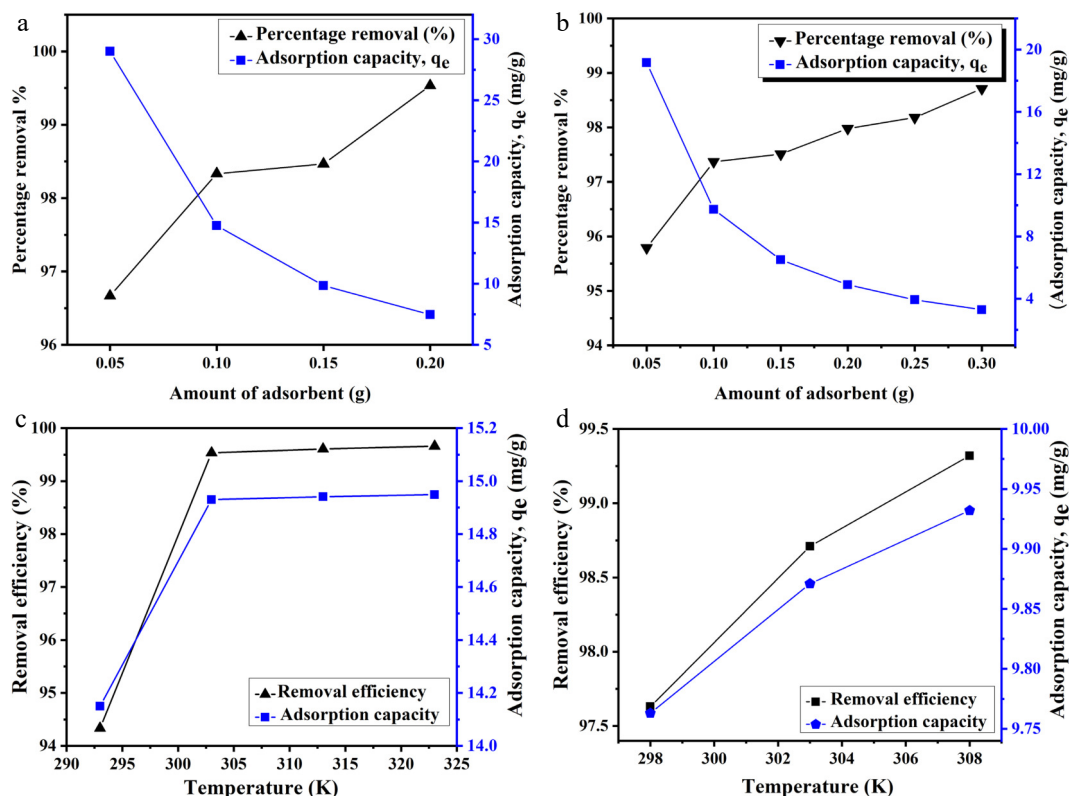 a
Percentage removal (%)
Adsorption capacity, qe
Percentage removal %
100
99
98
97
96
Adsorption capacity, qe (mg/g)
30
25
20
15
10
5
0.05 0.10 0.15 0.20
Amount of adsorbent (g)
b
Percentage removal (%)
Adsorption capacity, qe
Percentage removal %
99
98
97
96
95
94
(Adsorption capacity, qe (mg/g)
20
16
12
8
4
0.05 0.10 0.15 0.20 0.25 0.30
Amount of adsorbent (g)
c
Removal efficiency (%)
100
99
98
97
96
95
94
Adsorption capacity, qe (mg/g)
15.2
15.0
14.8
14.6
14.4
14.2
14.0
Removal efficiency
Adsorption capacity
290 295 300 305 310 315 320 325
Temperature (K)
d
Removal efficiency (%)
99.5
99.0
98.5
98.0
97.5
Adsorption capacity, qe (mg/g)
10.00
9.95
9.90
9.85
9.80
9.75
Removal efficiency
Adsorption capacity
298 300 302 304 306 308
Temperature (K)